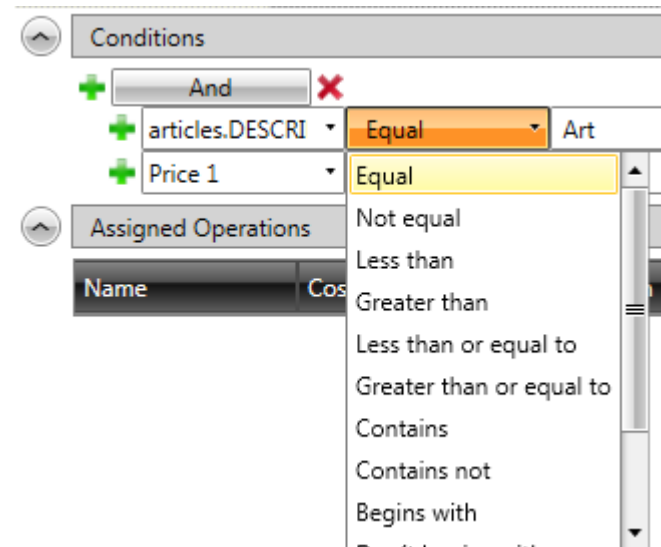 Conditions
And
articles.DESCRI Equal Art
Price 1
Equal
Not equal
Assigned Operations
Less than
Name Cos
Greater than
Less than or equal to
Greater than or equal to
Contains
Contains not
Begins with